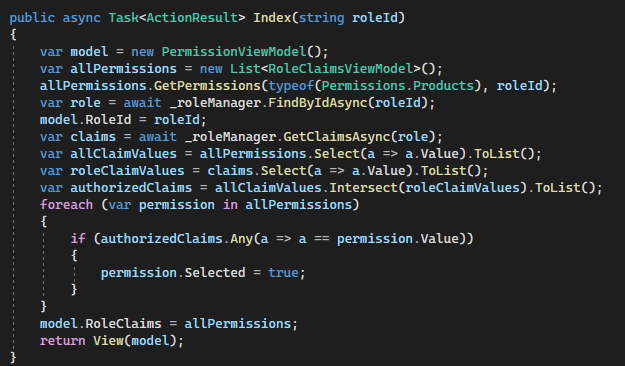 public async Task<ActionResult> Index(string roleId)
{
    var model = new PermissionViewModel();
    var allPermissions = new List<RoleClaimsViewModel>();
    allPermissions.GetPermissions(typeof(Permissions.Products), roleId);
    var role = await _roleManager.FindByIdAsync(roleId);
    model.RoleId = roleId;
    var claims = await _roleManager.GetClaimsAsync(role);
    var allClaimValues = allPermissions.Select(a => a.Value).ToList();
    var roleClaimValues = claims.Select(a => a.Value).ToList();
    var authorizedClaims = allClaimValues.Intersect(roleClaimValues).ToList();
    foreach (var permission in allPermissions)
    {
        if (authorizedClaims.Any(a => a == permission.Value))
        {
            permission.Selected = true;
        }
    }
    model.RoleClaims = allPermissions;
    return View(model);
}